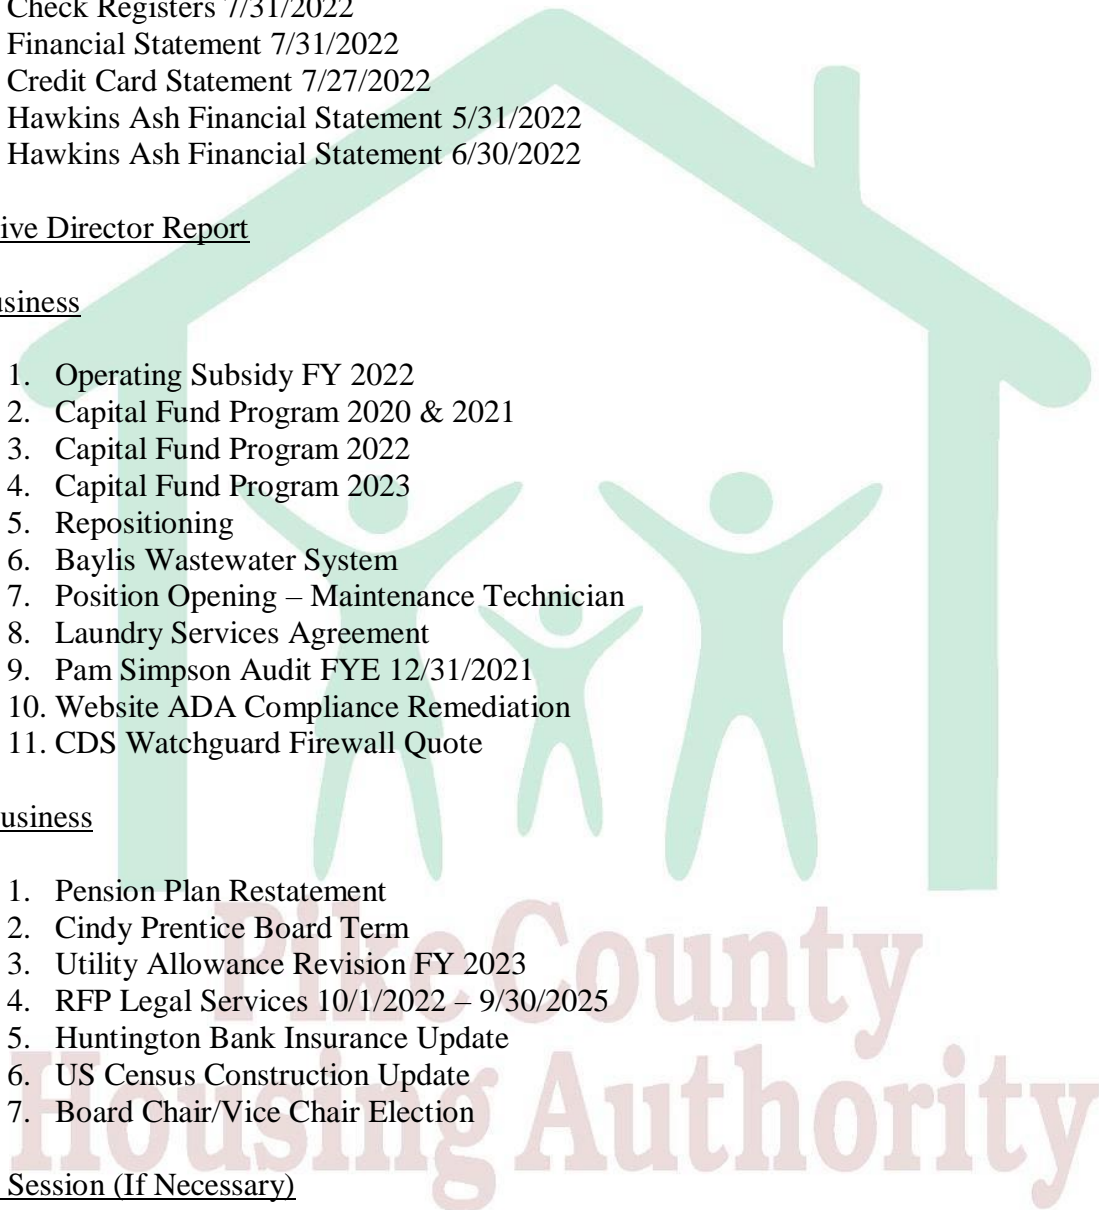 Check Registers 7/31/2022
Financial Statement 7/31/2022
Credit Card Statement 7/27/2022
Hawkins Ash Financial Statement 5/31/2022
Hawkins Ash Financial Statement 6/30/2022
ive Director Report
usiness
1. Operating Subsidy FY 2022
2. Capital Fund Program 2020 & 2021
3. Capital Fund Program 2022
4. Capital Fund Program 2023
5. Repositioning
6. Baylis Wastewater System
7. Position Opening – Maintenance Technician
8. Laundry Services Agreement
9. Pam Simpson Audit FYE 12/31/2021
10. Website ADA Compliance Remediation
11. CDS Watchguard Firewall Quote
usiness
1. Pension Plan Restatement
2. Cindy Prentice Board Term
3. Utility Allowance Revision FY 2023
4. RFP Legal Services 10/1/2022 – 9/30/2025
5. Huntington Bank Insurance Update
6. US Census Construction Update
7. Board Chair/Vice Chair Election
Session (If Necessary)
Pike County
Housing Authority